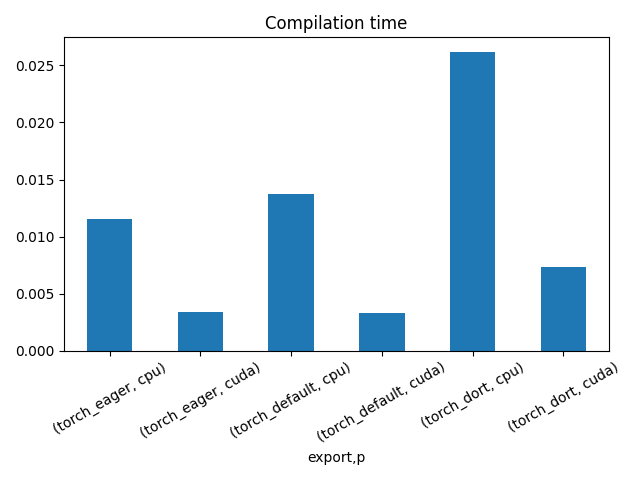 Compilation time
0.025
0.020
0.015
0.010
0.005
0.000
(torch_eager, cpu)
(torch_eager, cuda)
(torch_default, cpu)
(torch_default, cuda)
(torch_dort, cpu)
(torch_dort, cuda)
export,p